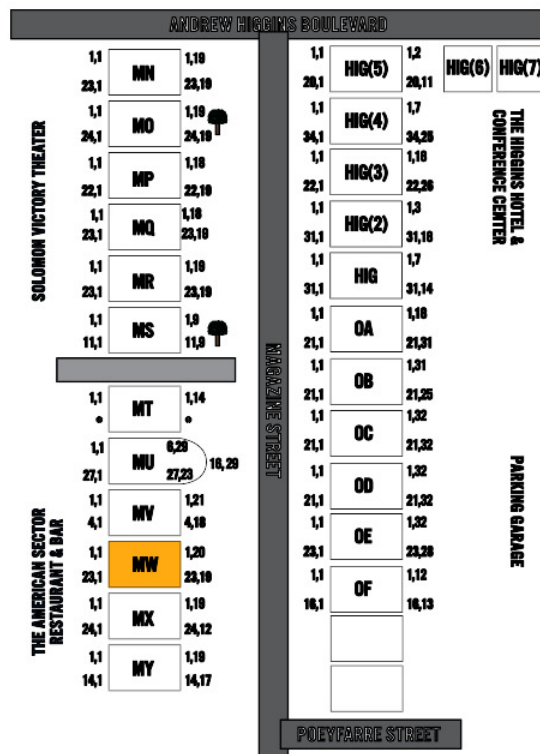 ANDREW HIGGINS BOULEVARD
SOLOMON VICTORY THEATER
1,1 MN 1,19
23,1 23,19
1,1 MO 1,19
24,1 24,19
1,1 MP 1,18
22,1 22,19
1,1 MQ 1,18
23,1 23,19
1,1 MR 1,19
23,1 23,19
1,1 MS 1,9
11,1 11,9
THE AMERICAN SECTOR
RESTAURANT & BAR
1,1 MT 1,14
* *
1,1 MU 6,29
27,1 27,23 16,29
1,1 MV 1,21
4,1 4,18
1,1 MW 1,20
23,1 23,19
1,1 MX 1,19
24,1 24,12
1,1 MY 1,19
14,1 14,17
MAGAZINE STREET
1,1 HIG(5) 1,2 HIG(6) HIG(7)
20,1 20,11
1,1 HIG(4) 1,7
34,1 34,25
1,1 HIG(3) 1,18
22,1 22,26
1,1 HIG(2) 1,3
31,1 31,16
1,1 HIG 1,7
31,1 31,14
THE HIGGINS HOTEL &
CONFERENCE CENTER
1,1 OA 1,18
21,1 21,31
1,1 OB 1,31
21,1 21,25
1,1 OC 1,32
21,1 21,32
1,1 OD 1,32
21,1 21,32
1,1 OE 1,32
23,1 23,28
1,1 OF 1,12
16,1 16,13
PARKING GARAGE
POEYFARRE STREET